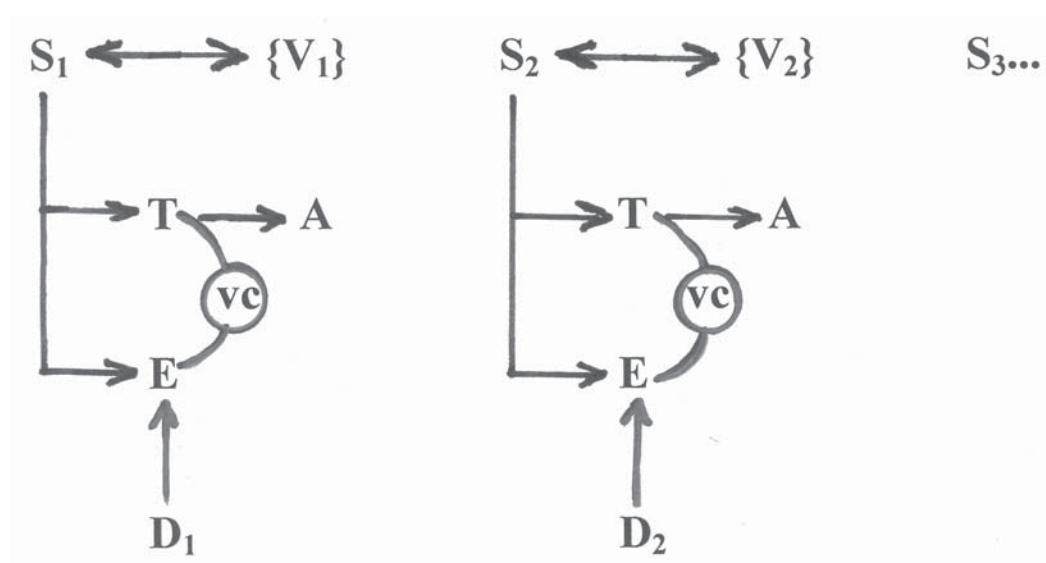 S₁ {V₁} S₂ {V₂} S₃...
T A T A
vc vc
E E
D₁ D₂